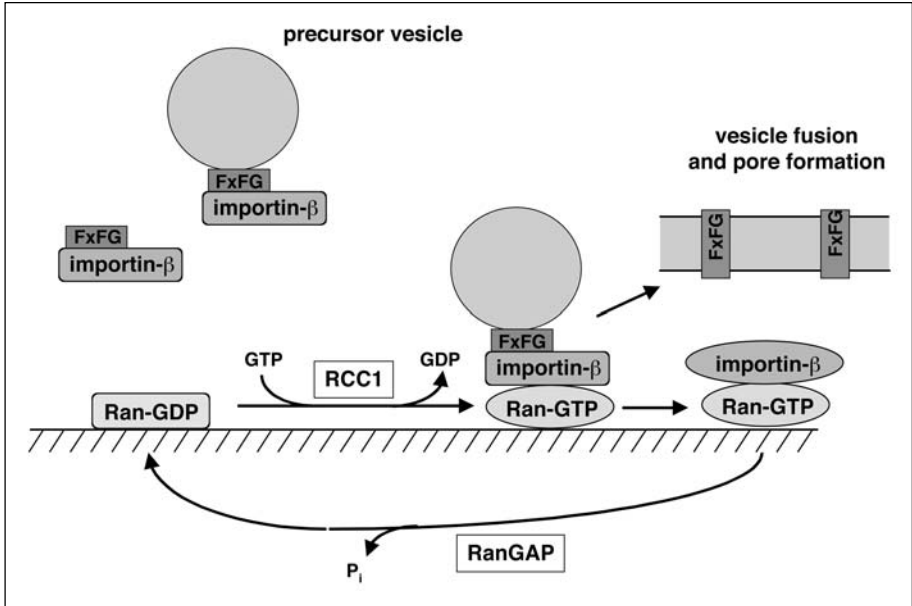 precursor vesicle
FxFG
importin-β
FxFG
importin-β
vesicle fusion
and pore formation
FxFG
FxFG
FxFG
importin-β
GTP
RCC1
GDP
importin-β
Ran-GDP
Ran-GTP
Ran-GTP
RanGAP
Pi